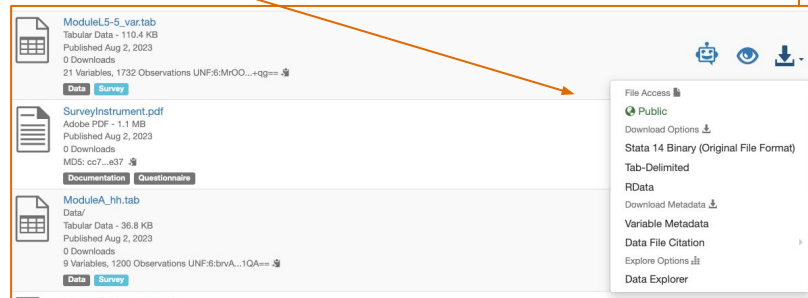 ModuleL5-5_var.tab
Tabular Data - 110.4 KB
Published Aug 2, 2023
0 Downloads
21 Variables, 1732 Observations UNF:6:MrOO...+qg==
Data Survey
SurveyInstrument.pdf
Adobe PDF - 1.1 MB
Published Aug 2, 2023
0 Downloads
MD5: cc7...e37
Documentation Questionnaire
ModuleA_hh.tab
Data/
Tabular Data - 36.8 KB
Published Aug 2, 2023
0 Downloads
9 Variables, 1200 Observations UNF:6:brvA...1QA==
Data Survey
File Access
Public
Download Options
Stata 14 Binary (Original File Format)
Tab-Delimited
RData
Download Metadata
Variable Metadata
Data File Citation
Explore Options
Data Explorer